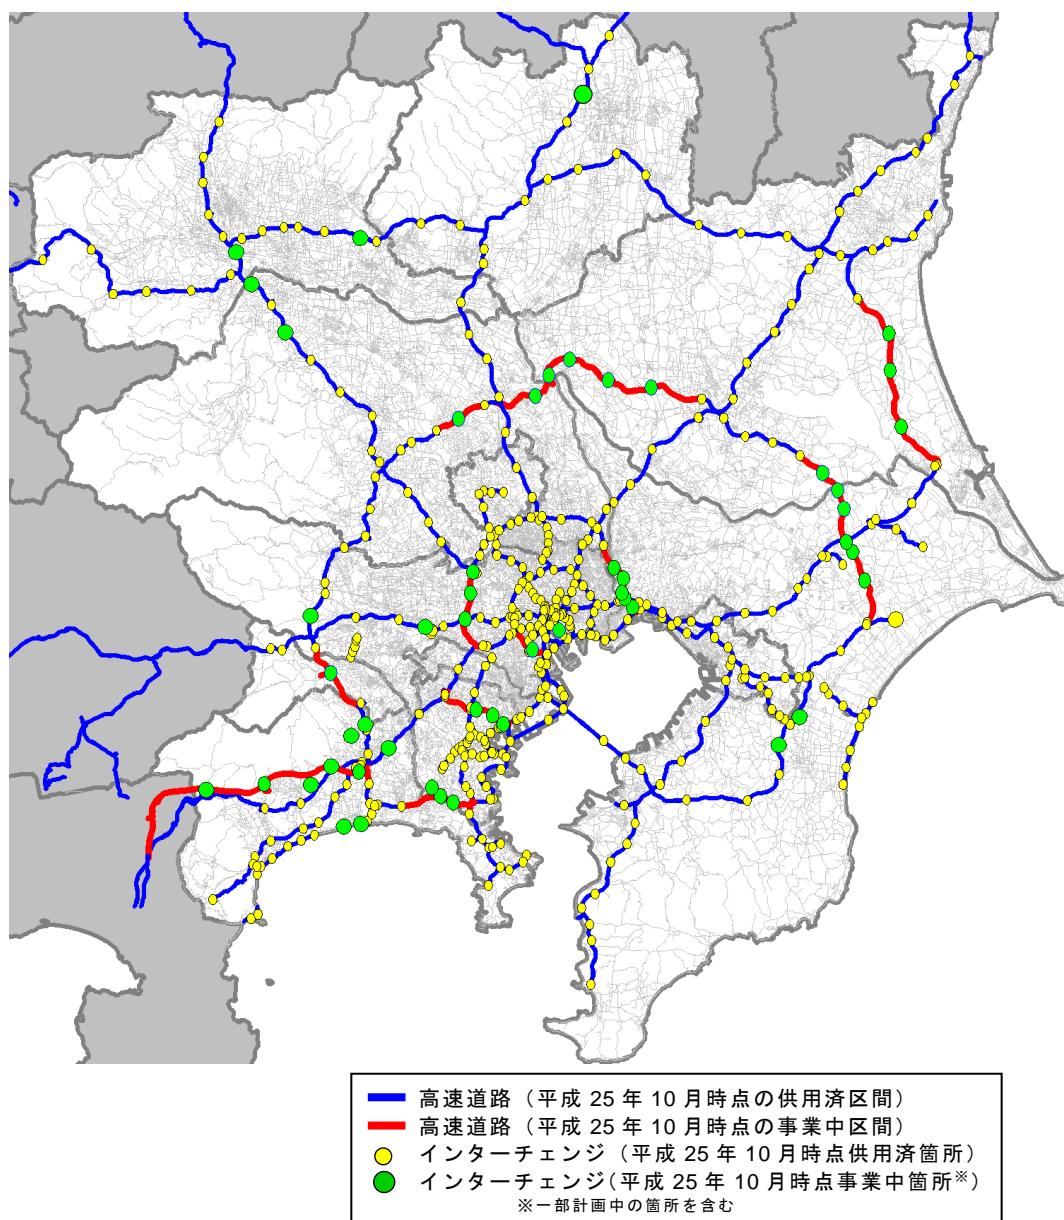 高速道路（平成 25 年 10 月時点の供用済区間）
高速道路（平成 25 年 10 月時点の事業中区間）
インターチェンジ（平成 25 年 10 月時点供用済箇所）
インターチェンジ(平成 25 年 10 月時点事業中箇所※)
※一部計画中の箇所を含む